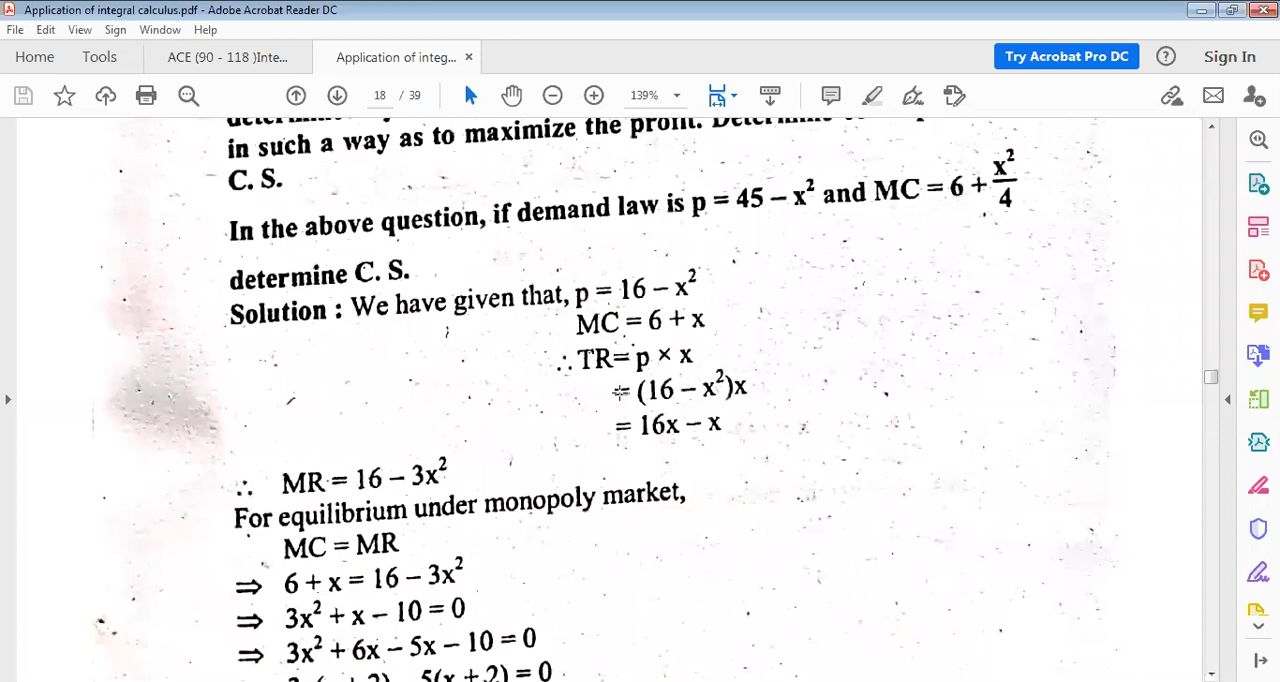 Application of integral calculus.pdf - Adobe Acrobat Reader DC
File Edit View Sign Window Help
Home Tools ACE (90 - 118 )Inte... Application of integ... × Try Acrobat Pro DC Sign In
18 / 39 139%
in such a way as to maximize the profit.
C. S.
In the above question, if demand law is p = 45 – x² and MC = 6 + x²/4
determine C. S.
Solution : We have given that, p = 16 – x²
MC = 6 + x
∴ TR= p × x
= (16 – x²)x
= 16x – x
∴ MR = 16 – 3x²
For equilibrium under monopoly market,
MC = MR
⇒ 6 + x = 16 – 3x²
⇒ 3x² + x – 10 = 0
⇒ 3x² + 6x – 5x – 10 = 0
5(x + 2) = 0